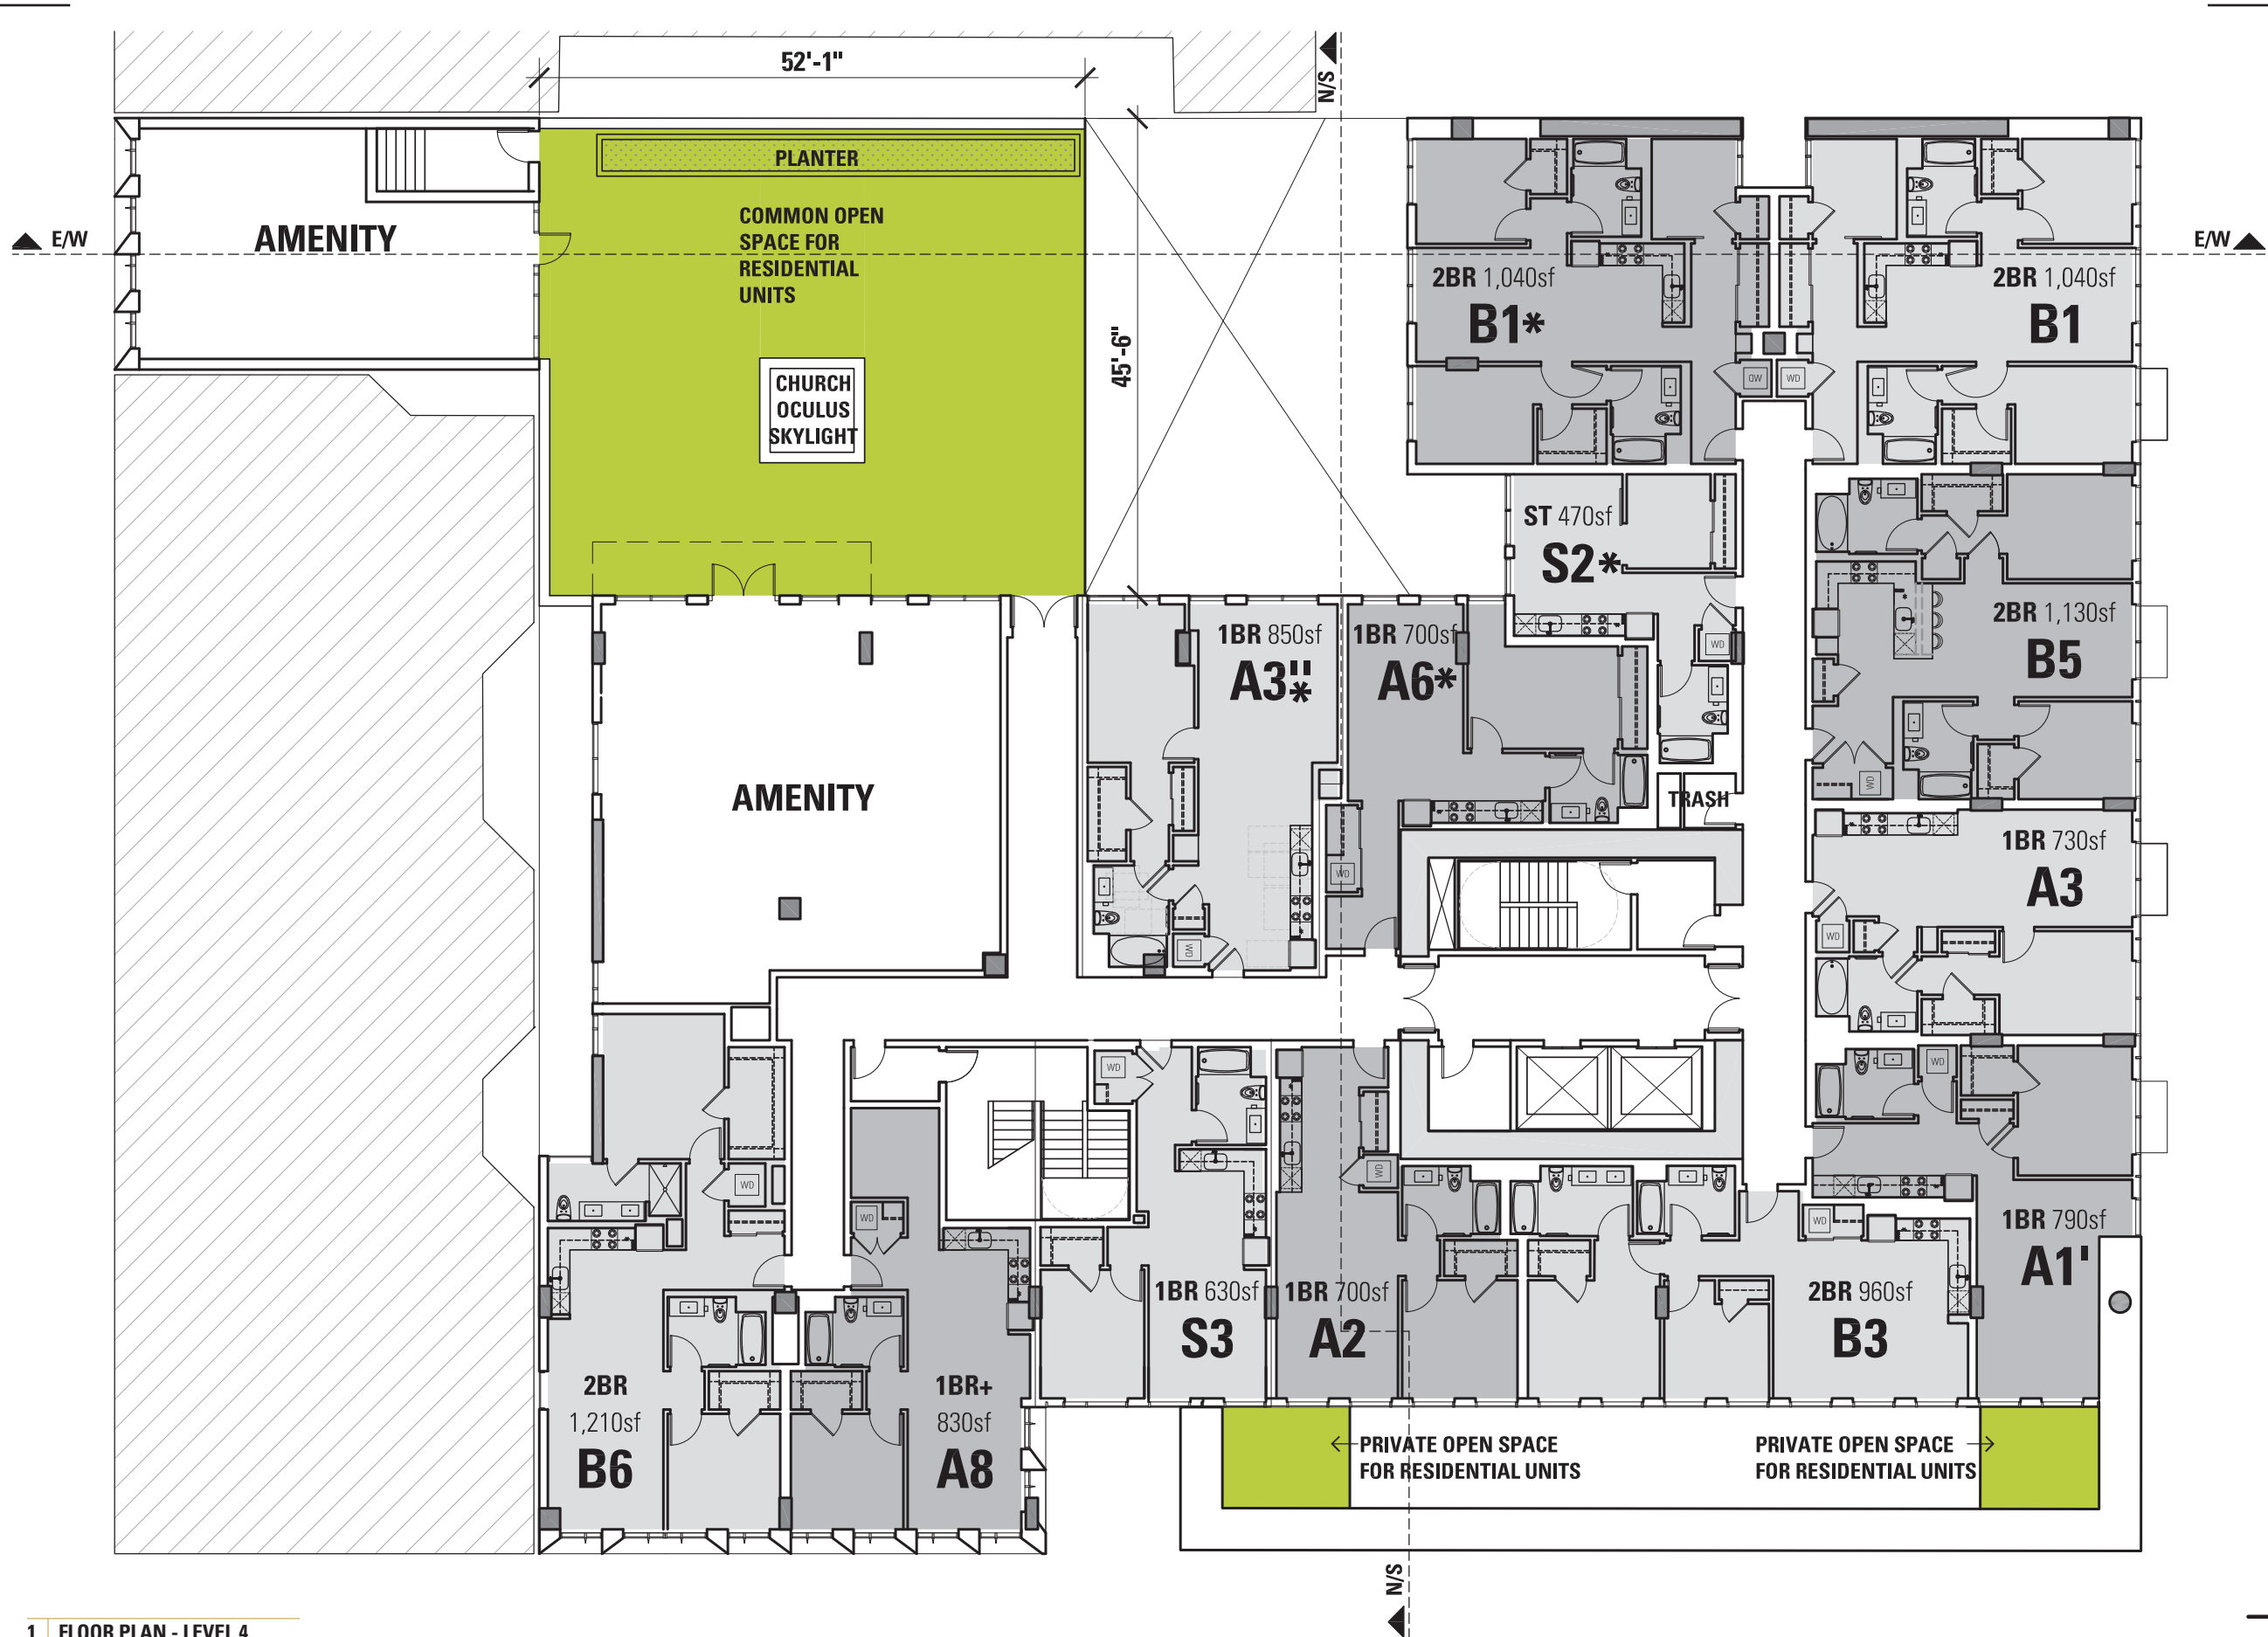 52'-1"
N/S
PLANTER
COMMON OPEN
SPACE FOR
RESIDENTIAL
UNITS
E/W
AMENITY
E/W
45'-6"
CHURCH
OCULUS
SKYLIGHT
2BR 1,040sf
B1*
2BR 1,040sf
B1
WD
WD
ST 470sf
S2*
WD
1BR 850sf
A3"*
1BR 700sf
A6*
2BR 1,130sf
B5
WD
AMENITY
TRASH
WD
WD
1BR 730sf
A3
WD
WD
WD
WD
WD
WD
WD
1BR 790sf
A1'
1BR 630sf
S3
1BR 700sf
A2
2BR 960sf
B3
2BR
1,210sf
B6
1BR+
830sf
A8
PRIVATE OPEN SPACE
FOR RESIDENTIAL UNITS
PRIVATE OPEN SPACE
FOR RESIDENTIAL UNITS
N/S
1 FLOOR PLAN - LEVEL 4